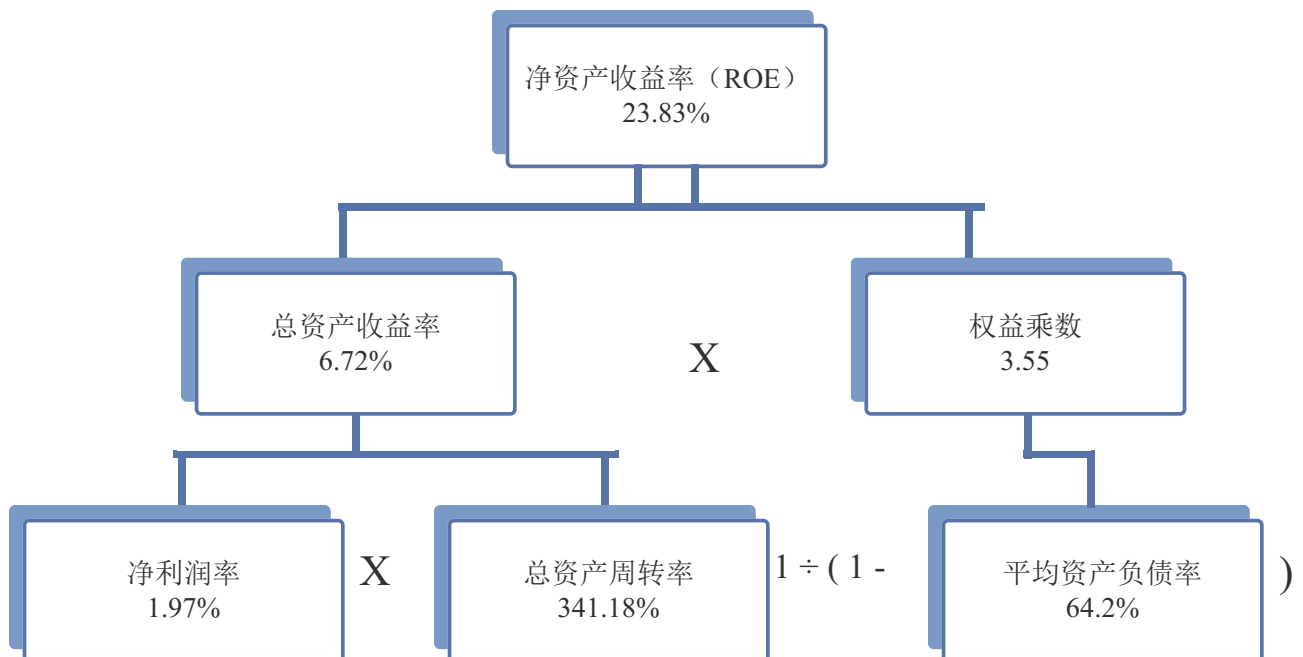 净资产收益率（ROE）
23.83%
总资产收益率
6.72%
X
权益乘数
3.55
净利润率
1.97%
X
总资产周转率
341.18%
1 ÷ ( 1 -
平均资产负债率
64.2%
)